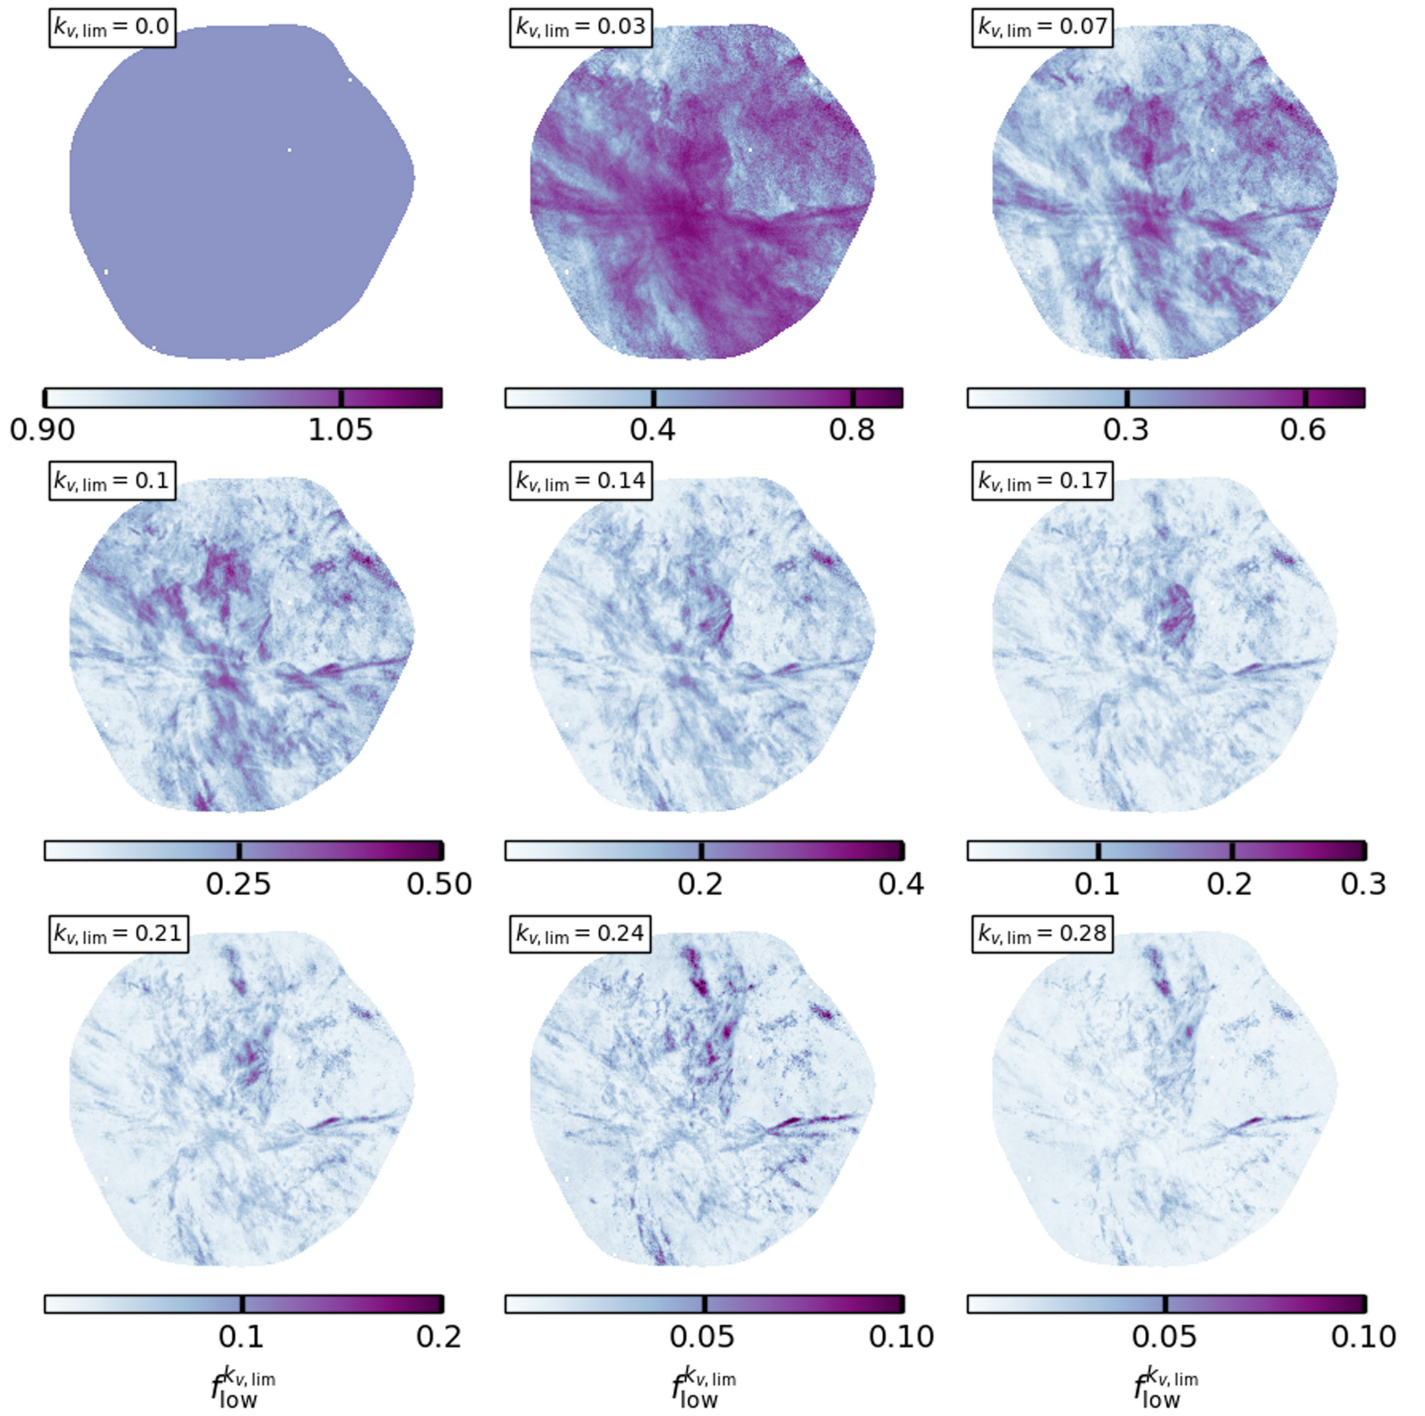 k_{v,lim} = 0.0
k_{v,lim} = 0.03
k_{v,lim} = 0.07
0.90 1.05
0.4 0.8
0.3 0.6
k_{v,lim} = 0.1
k_{v,lim} = 0.14
k_{v,lim} = 0.17
0.25 0.50
0.2 0.4
0.1 0.2 0.3
k_{v,lim} = 0.21
k_{v,lim} = 0.24
k_{v,lim} = 0.28
0.1 0.2
0.05 0.10
0.05 0.10
f_{low}^{k_{v,lim}}
f_{low}^{k_{v,lim}}
f_{low}^{k_{v,lim}}